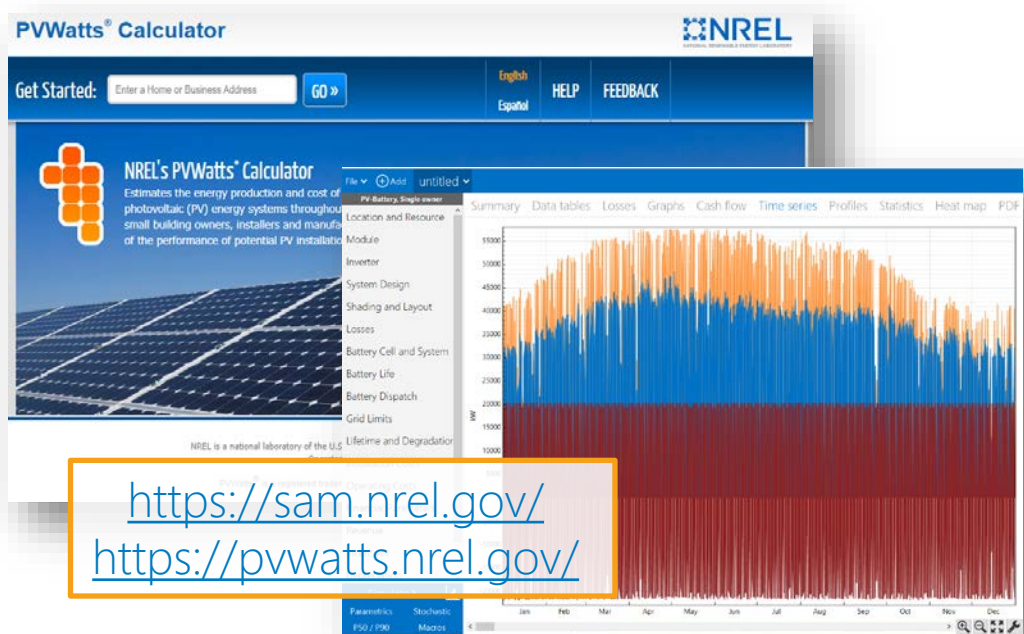 PVWatts® Calculator
NREL
NATIONAL RENEWABLE ENERGY LABORATORY
Get Started:
Enter a Home or Business Address
GO »
English
Español
HELP
FEEDBACK
NREL's PVWatts® Calculator
Estimates the energy production and cost of
photovoltaic (PV) energy systems throughou
small building owners, installers and manufa
of the performance of potential PV installatio
NREL is a national laboratory of the U.S
File
Add
untitled
PV-Battery, Single owner
Location and Resource
Module
Inverter
System Design
Shading and Layout
Losses
Battery Cell and System
Battery Life
Battery Dispatch
Grid Limits
Lifetime and Degradation
Operating Costs
Summary Data tables Losses Graphs Cash flow Time series Profiles Statistics Heat map PDF
55000
50000
45000
40000
35000
30000
25000
20000
15000
10000
kW
Jan Feb Mar Apr May Jun Jul Aug Sep Oct Nov Dec
https://sam.nrel.gov/
https://pvwatts.nrel.gov/
Parametrics Stochastic
P50 / P90 Macros